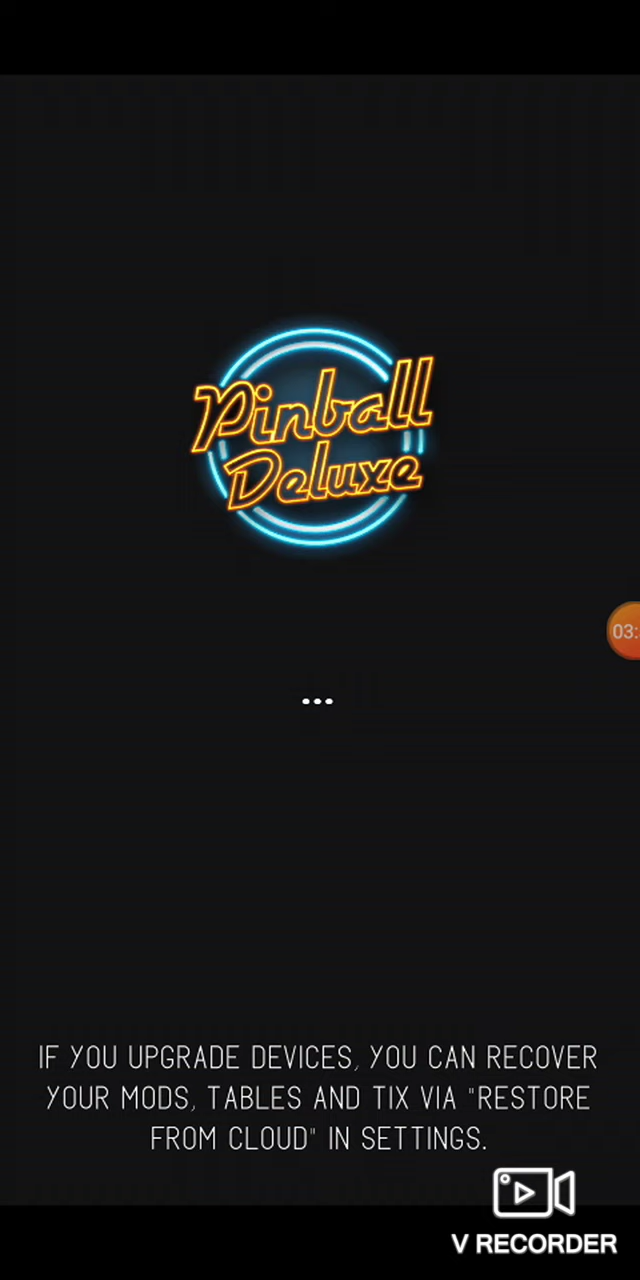 Pinball
Deluxe
03:
...
IF YOU UPGRADE DEVICES, YOU CAN RECOVER
YOUR MODS, TABLES AND TIX VIA "RESTORE
FROM CLOUD" IN SETTINGS.
V RECORDER